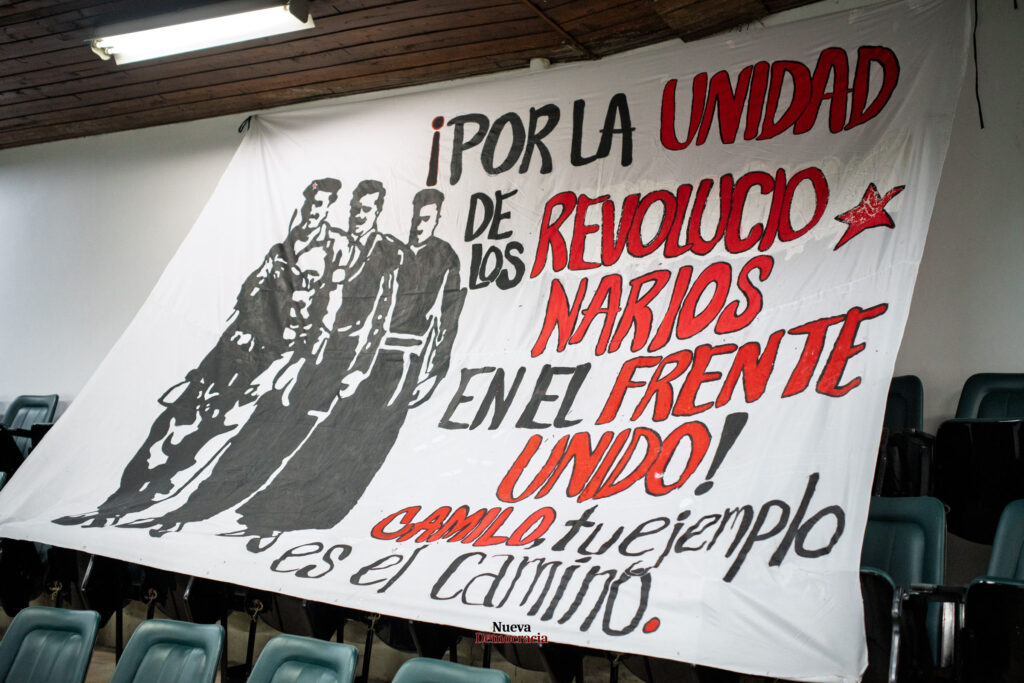 ¡POR LA UNIDAD
DE LOS REVOLUCIO
NARIOS
EN EL FRENTE
UNIDO!
CAMILO, tu ejemplo
es el camino.
Nueva
Democracia